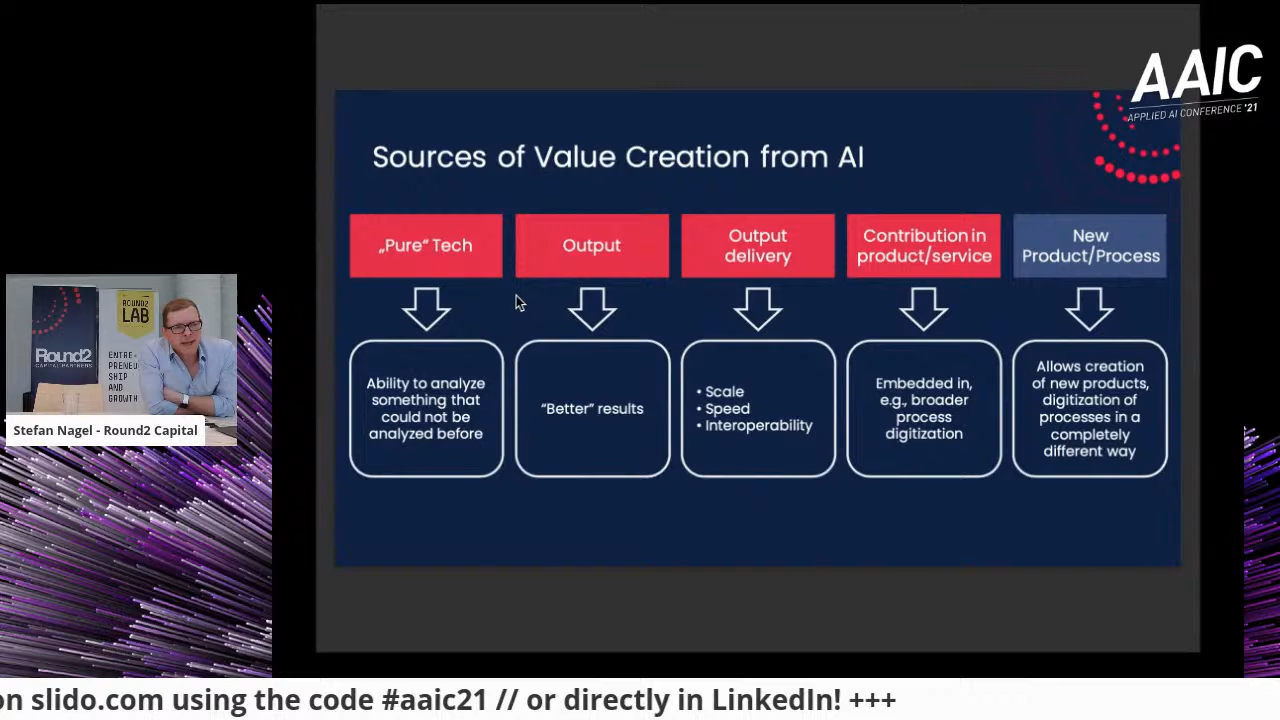 AAIC
APPLIED AI CONFERENCE '21
Sources of Value Creation from AI
„Pure“ Tech
Output
Output
delivery
Contribution in
product/service
New
Product/Process
Ability to analyze
something that
could not be
analyzed before
“Better” results
• Scale
• Speed
• Interoperability
Embedded in,
e.g., broader
process
digitization
Allows creation
of new products,
digitization of
processes in a
completely
different way
Round2
CAPITAL PARTNERS
ROUND2
LAB
ENTRE-
PRENEU
SHIP
AND
GROWTH
Stefan Nagel - Round2 Capital
on slido.com using the code #aaic21 // or directly in LinkedIn! +++